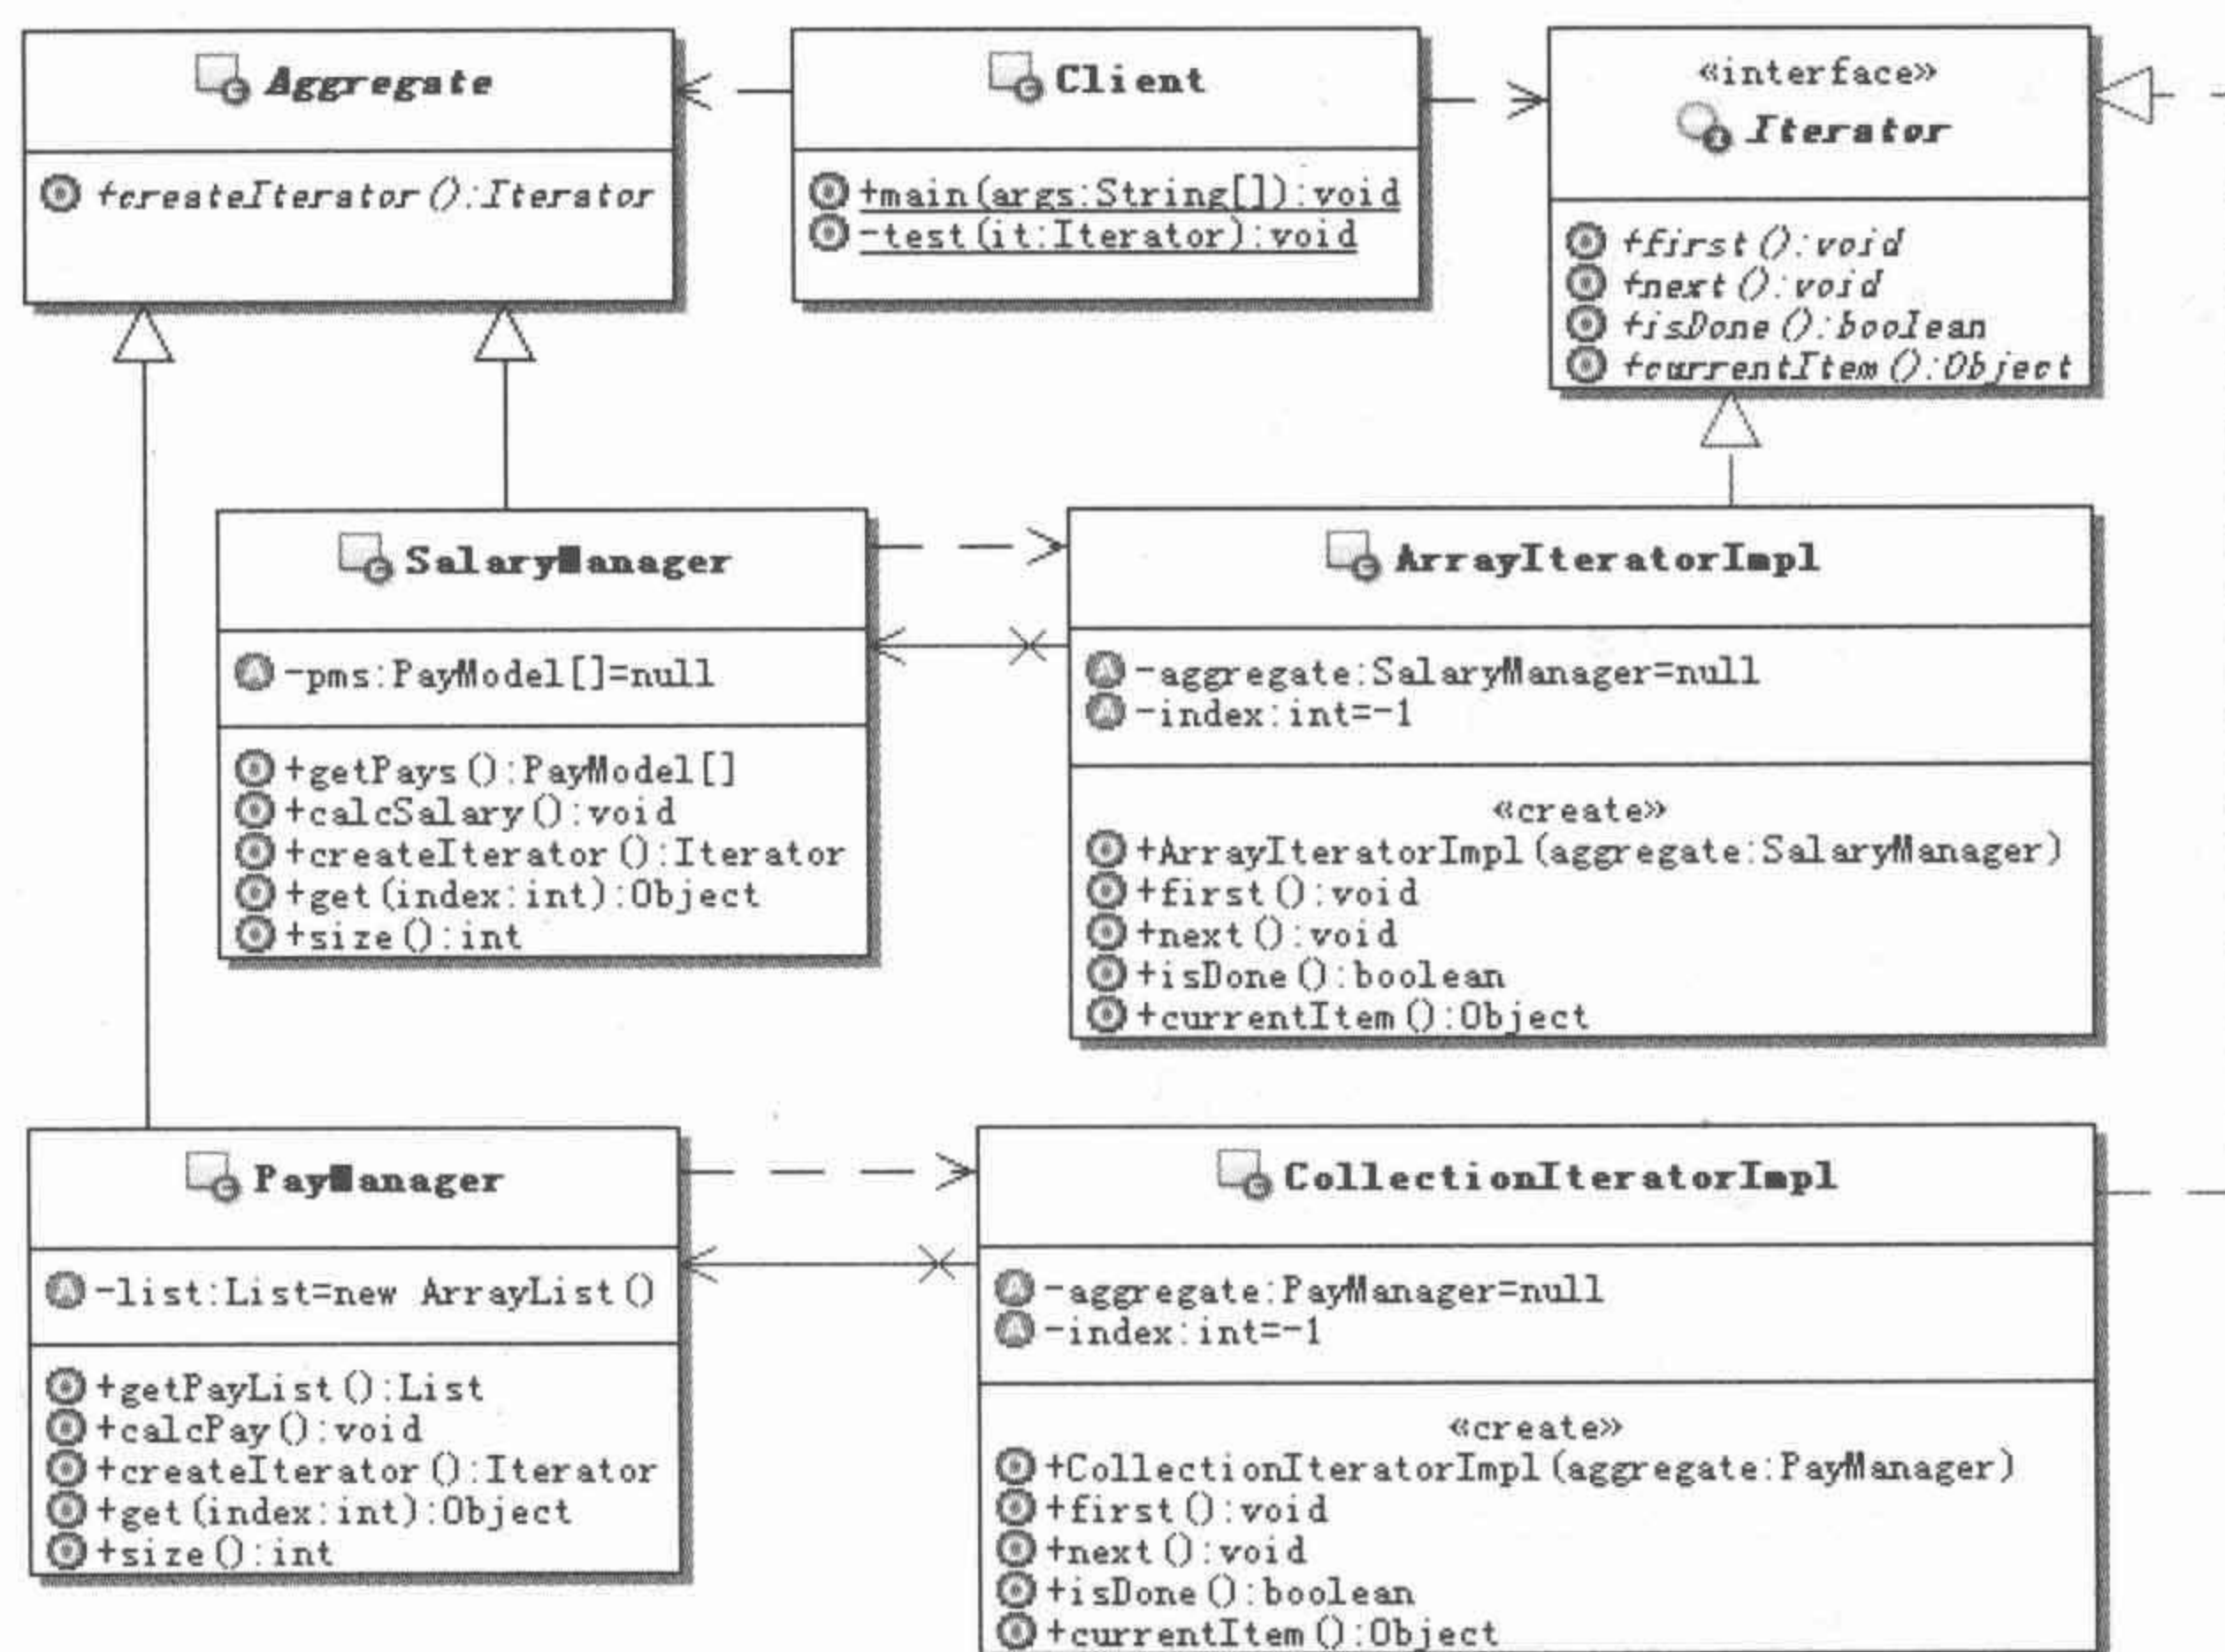 Aggregate
+createIterator():Iterator
Client
+main(args:String[]):void
-test(it:Iterator):void
«interface»
Iterator
+first():void
+next():void
+isDone():boolean
+currentItem():Object
SalaryManager
-pms:PayModel[]=null
+getPays():PayModel[]
+calcSalary():void
+createIterator():Iterator
+get(index:int):Object
+size():int
ArrayIteratorImpl
-aggregate:SalaryManager=null
-index:int=-1
«create»
+ArrayIteratorImpl(aggregate:SalaryManager)
+first():void
+next():void
+isDone():boolean
+currentItem():Object
PayManager
-list:List=new ArrayList()
+getPayList():List
+calcPay():void
+createIterator():Iterator
+get(index:int):Object
+size():int
CollectionIteratorImpl
-aggregate:PayManager=null
-index:int=-1
«create»
+CollectionIteratorImpl(aggregate:PayManager)
+first():void
+next():void
+isDone():boolean
+currentItem():Object